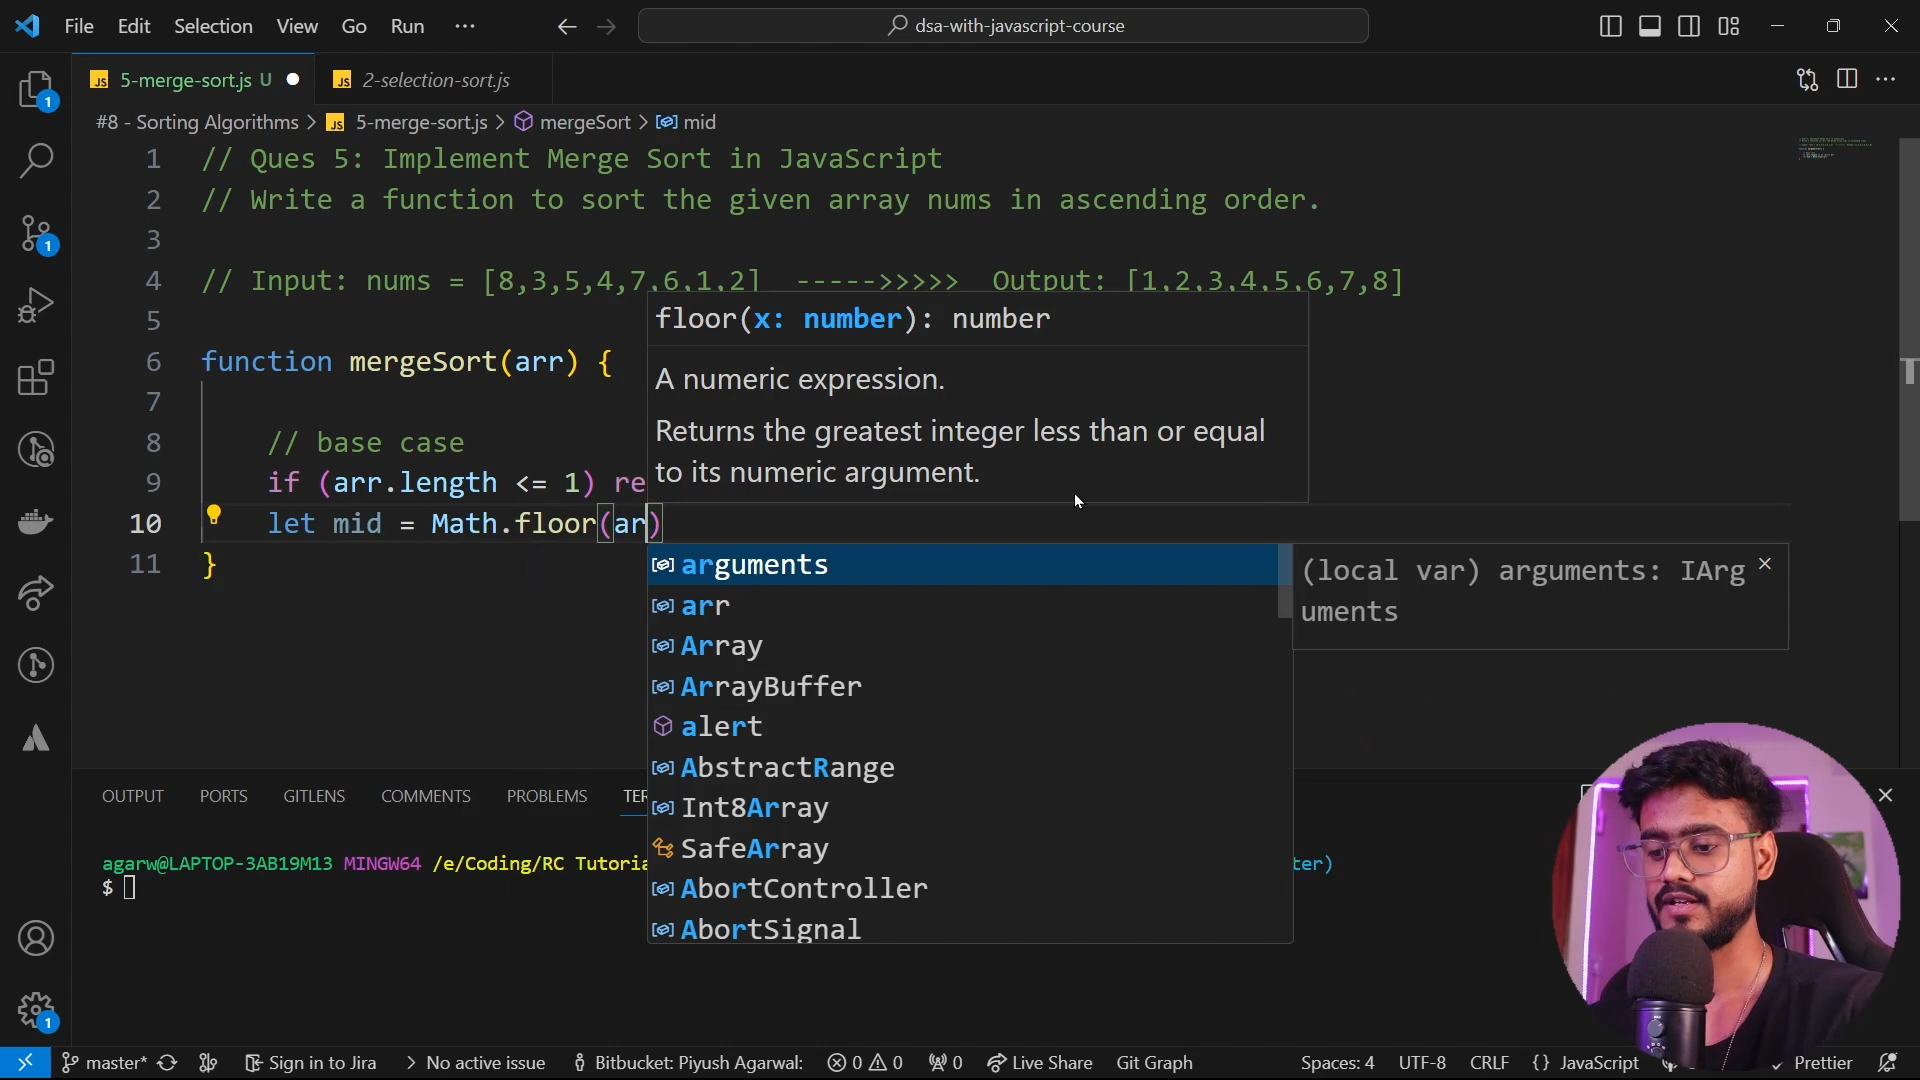 File Edit Selection View Go Run ··· dsa-with-javascript-course
JS 5-merge-sort.js U JS 2-selection-sort.js
#8 - Sorting Algorithms > JS 5-merge-sort.js > mergeSort > mid
1 // Ques 5: Implement Merge Sort in JavaScript
2 // Write a function to sort the given array nums in ascending order.
3
4 // Input: nums = [8,3,5,4,7,6,1,2] ----->>>>> Output: [1,2,3,4,5,6,7,8]
5
floor(x: number): number
6 function mergeSort(arr) {
A numeric expression.
7
Returns the greatest integer less than or equal
8 // base case
to its numeric argument.
9 if (arr.length <= 1) re
10 let mid = Math.floor(ar)
11 }
arguments
(local var) arguments: IArg
uments
arr
Array
ArrayBuffer
alert
AbstractRange
Int8Array
SafeArray
AbortController
AbortSignal
OUTPUT PORTS GITLENS COMMENTS PROBLEMS TER
agarw@LAPTOP-3AB19M13 MINGW64 /e/Coding/RC Tutoria
ter)
$
1
1
1
master* Sign in to Jira > No active issue Bitbucket: Piyush Agarwal: 0 0 0 Live Share Git Graph Spaces: 4 UTF-8 CRLF {} JavaScript Prettier